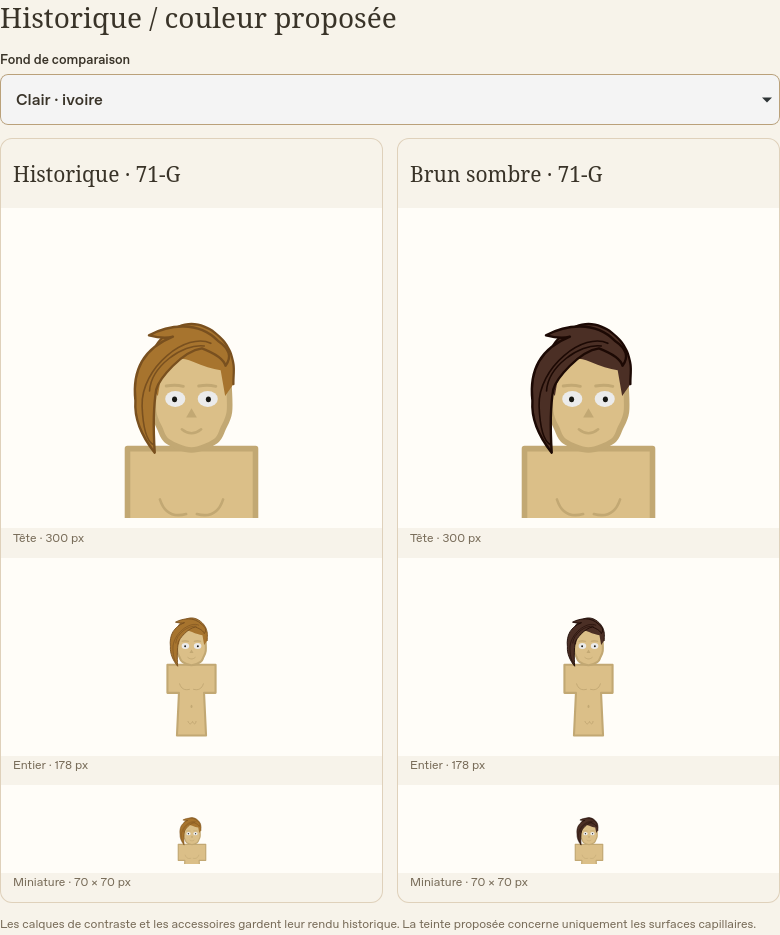 Historique / couleur proposée
Fond de comparaison
Clair · ivoire
Historique · 71-G
Brun sombre · 71-G
Tête · 300 px
Tête · 300 px
Entier · 178 px
Entier · 178 px
Miniature · 70 × 70 px
Miniature · 70 × 70 px
Les calques de contraste et les accessoires gardent leur rendu historique. La teinte proposée concerne uniquement les surfaces capillaires.